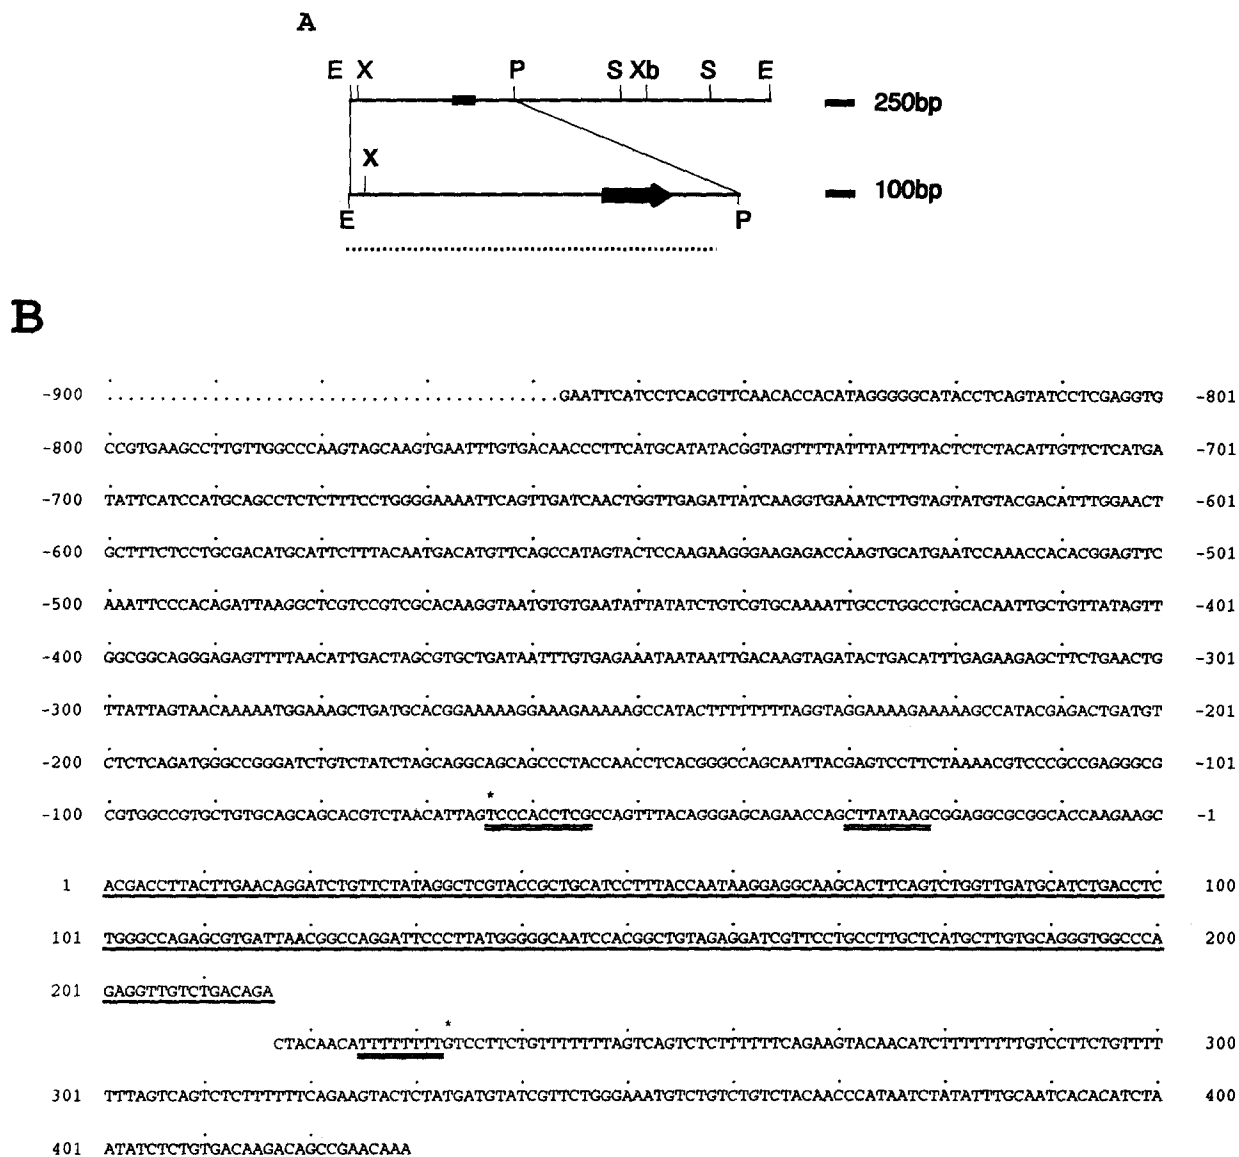 A
E X P S Xb S E
250bp
X
100bp
E P
B
-900 ...........................................GAATTCATCCTCACGTTCAACACCACATAGGGGGCATACCTCAGTATCCTCGAGGTG -801
-800 CCGTGAAGCCTTGTTGGCCCAAGTAGCAAGTGAATTTGTGACAACCCTTCATGCATATACGGTAGTTTTATTTATTTTACTCTCTACATTGTTCTCATGA -701
-700 TATTCATCCATGCAGCCTCTCTTTCCTGGGGAAAATTCAGTTGATCAACTGGTTGAGATTATCAAGGTGAAATCTTGTAGTATGTACGACATTTGGAACT -601
-600 GCTTTCTCCTGCGACATGCATTCTTTACAATGACATGTTCAGCCATAGTACTCCAAGAAGGGAAGAGACCAAGTGCATGAATCCAAACCACACGGAGTTC -501
-500 AAATTCCCACAGATTAAGGCTCGTCCGTCGCACAAGGTAATGTGTGAATATTATATCTGTCGTGCAAAATTGCCTGGCCTGCACAATTGCTGTTATAGTT -401
-400 GGCGGCAGGGAGAGTTTTAACATTGACTAGCGTGCTGATAATTTGTGAGAAATAATAATTGACAAGTAGATACTGACATTTGAGAAGAGCTTCTGAACTG -301
-300 TTATTAGTAACAAAAATGGAAAGCTGATGCACGGAAAAAGGAAAGAAAAAGCCATACTTTTTTTTAGGTAGGAAAAGAAAAAGCCATACGAGACTGATGT -201
-200 CTCTCAGATGGGCCGGGATCTGTCTATCTAGCAGGCAGCAGCCCTACCAACCTCACGGGCCAGCAATTACGAGTCCTTCTAAAACGTCCCGCCGAGGGCG -101
*
-100 CGTGGCCGTGCTGTGCAGCAGCACGTCTAACATTAGTCCCACCTCGCCAGTTTACAGGGAGCAGAACCAGCTTATAAGCGGAGGCGCGGCACCAAGAAGC -1
1 ACGACCTTACTTGAACAGGATCTGTTCTATAGGCTCGTACCGCTGCATCCTTTACCAATAAGGAGGCAAGCACTTCAGTCTGGTTGATGCATCTGACCTC 100
101 TGGGCCAGAGCGTGATTAACGGCCAGGATTCCCTTATGGGGGCAATCCACGGCTGTAGAGGATCGTTCCTGCCTTGCTCATGCTTGTGCAGGGTGGCCCA 200
201 GAGGTTGTCTGACAGA
*
CTACAACATTTTTTTTGTCCTTCTGTTTTTTTAGTCAGTCTCTTTTTTCAGAAGTACAACATCTTTTTTTTGTCCTTCTGTTTT 300
301 TTTAGTCAGTCTCTTTTTTCAGAAGTACTCTATGATGTATCGTTCTGGGAAATGTCTGTCTGTCTACAACCCATAATCTATATTTGCAATCACACATCTA 400
401 ATATCTCTGTGACAAGACAGCCGAACAAA